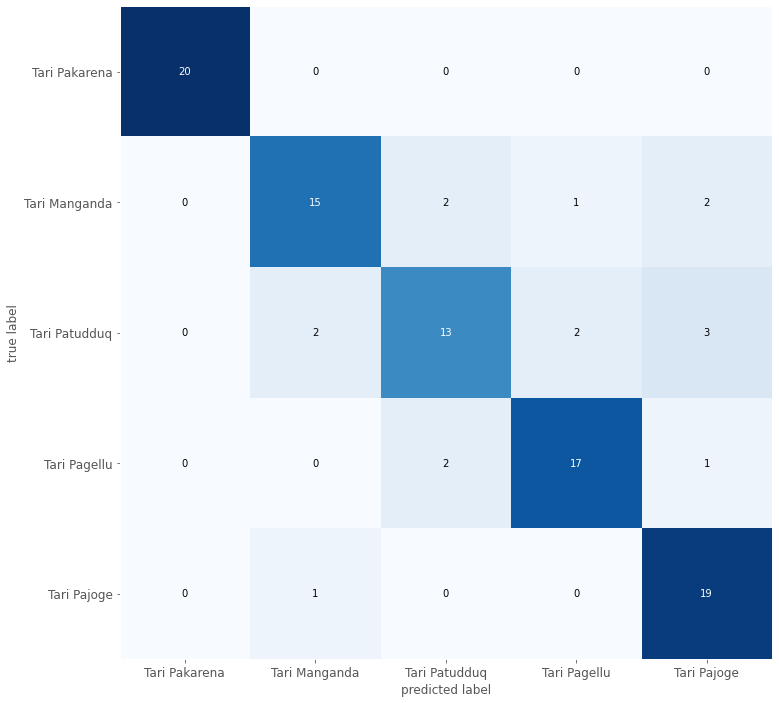 Tari Pakarena 20 0 0 0 0
Tari Manganda 0 15 2 1 2
true label
Tari Patudduq 0 2 13 2 3
Tari Pagellu 0 0 2 17 1
Tari Pajoge 0 1 0 0 19
Tari Pakarena Tari Manganda Tari Patudduq Tari Pagellu Tari Pajoge
predicted label